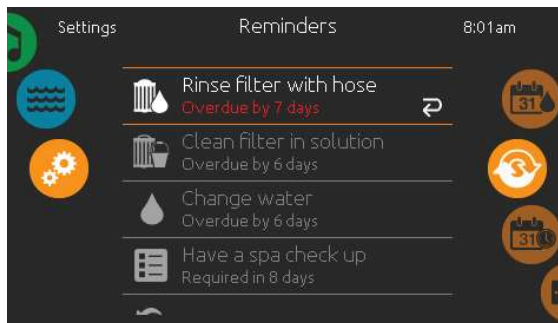 Settings
Reminders
8:01am
Rinse filter with hose
Overdue by 7 days
Clean filter in solution
Overdue by 6 days
Change water
Overdue by 6 days
Have a spa check up
Required in 8 days
31
31